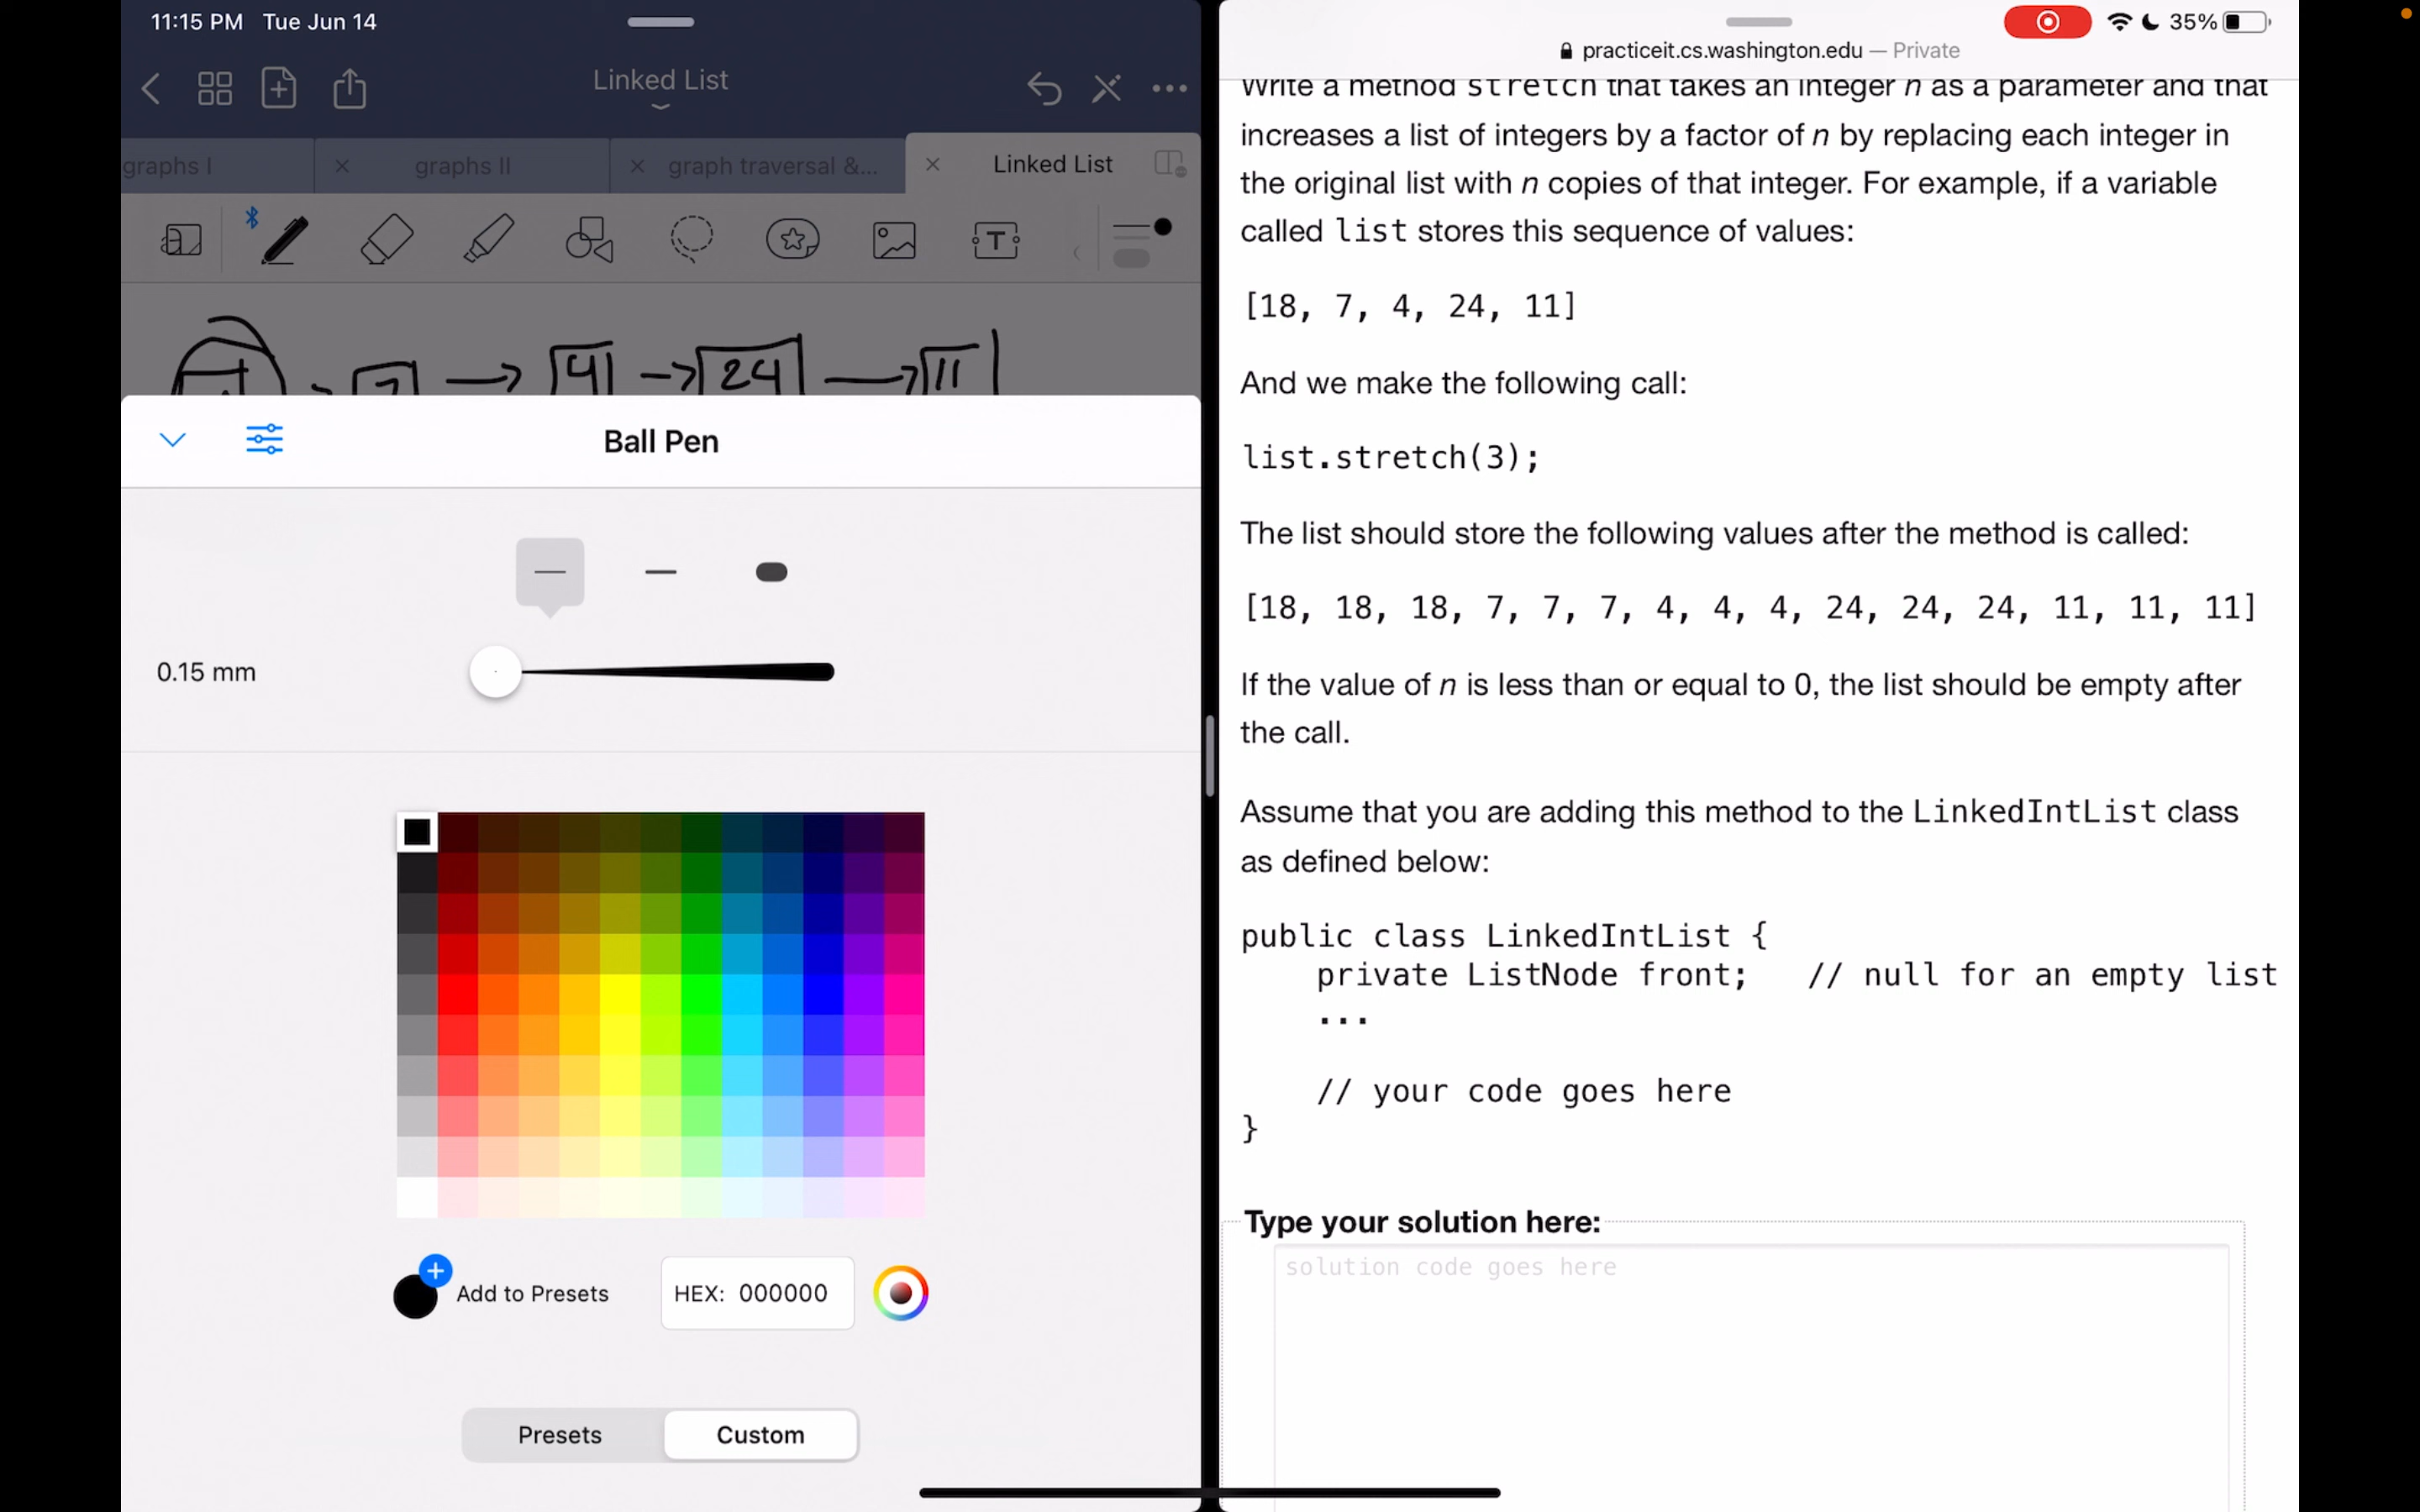 11:15 PM Tue Jun 14
Linked List
graphs I
graphs II
graph traversal &...
Linked List
7 → 4 → 24 → 11
Ball Pen
0.15 mm
Add to Presets
HEX: 000000
Presets
Custom
35%
practiceit.cs.washington.edu — Private
Write a method stretch that takes an integer n as a parameter and that
increases a list of integers by a factor of n by replacing each integer in
the original list with n copies of that integer. For example, if a variable
called list stores this sequence of values:
[18, 7, 4, 24, 11]
And we make the following call:
list.stretch(3);
The list should store the following values after the method is called:
[18, 18, 18, 7, 7, 7, 4, 4, 4, 24, 24, 24, 11, 11, 11]
If the value of n is less than or equal to 0, the list should be empty after
the call.
Assume that you are adding this method to the LinkedIntList class
as defined below:
public class LinkedIntList {
private ListNode front;   // null for an empty list
...
// your code goes here
}
Type your solution here:
solution code goes here